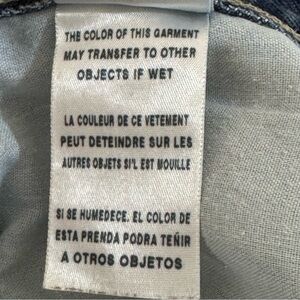 THE COLOR OF THIS GARMENT
MAY TRANSFER TO OTHER
OBJECTS IF WET
LA COULEUR DE CE VETEMENT
PEUT DETEINDRE SUR LES
AUTRES OBJETS SI'L EST MOUILLE
SI SE HUMEDECE. EL COLOR DE
ESTA PRENDA PODRA TEÑIR
A OTROS OBJETOS